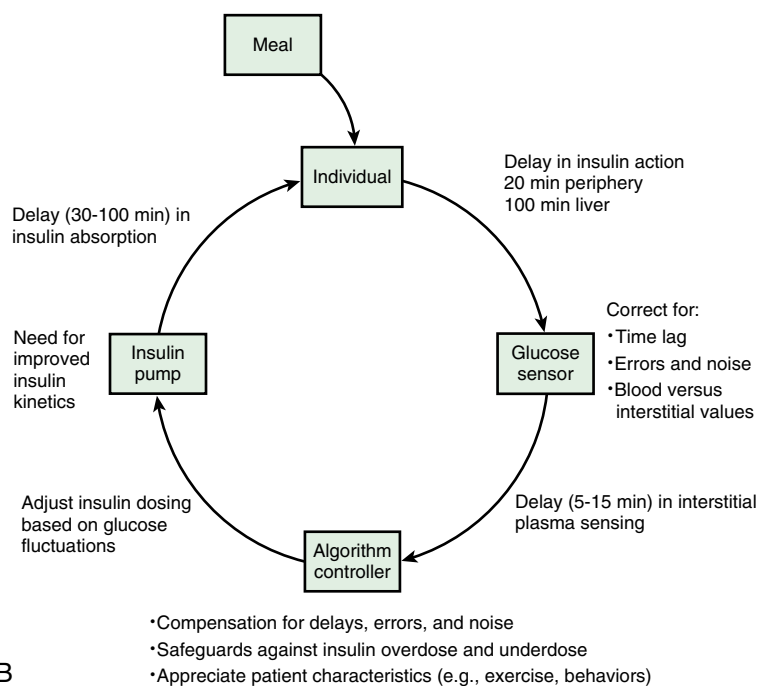 Meal
Individual
Delay in insulin action
20 min periphery
100 min liver
Delay (30-100 min) in
insulin absorption
Correct for:
•Time lag
•Errors and noise
•Blood versus
interstitial values
Need for
improved
insulin
kinetics
Insulin
pump
Glucose
sensor
Adjust insulin dosing
based on glucose
fluctuations
Delay (5-15 min) in interstitial
plasma sensing
Algorithm
controller
•Compensation for delays, errors, and noise
•Safeguards against insulin overdose and underdose
•Appreciate patient characteristics (e.g., exercise, behaviors)
B